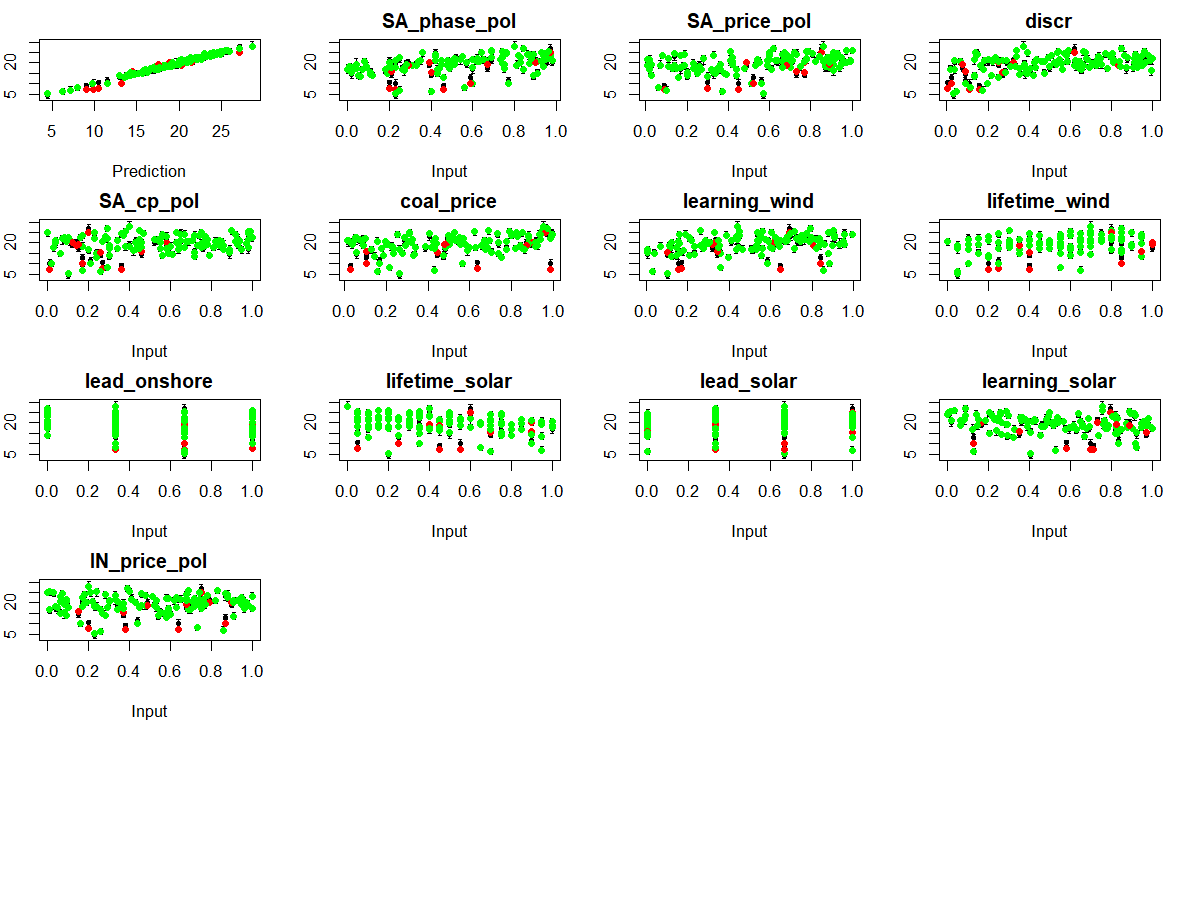 SA_phase_pol SA_price_pol discr
20 20 20 20
5 5 5 5
5 10 15 20 25 0.0 0.2 0.4 0.6 0.8 1.0 0.0 0.2 0.4 0.6 0.8 1.0 0.0 0.2 0.4 0.6 0.8 1.0
Prediction Input Input Input
SA_cp_pol coal_price learning_wind lifetime_wind
20 20 20 20
5 5 5 5
0.0 0.2 0.4 0.6 0.8 1.0 0.0 0.2 0.4 0.6 0.8 1.0 0.0 0.2 0.4 0.6 0.8 1.0 0.0 0.2 0.4 0.6 0.8 1.0
Input Input Input Input
lead_onshore lifetime_solar lead_solar learning_solar
20 20 20 20
5 5 5 5
0.0 0.2 0.4 0.6 0.8 1.0 0.0 0.2 0.4 0.6 0.8 1.0 0.0 0.2 0.4 0.6 0.8 1.0 0.0 0.2 0.4 0.6 0.8 1.0
Input Input Input Input
IN_price_pol
20
5
0.0 0.2 0.4 0.6 0.8 1.0
Input